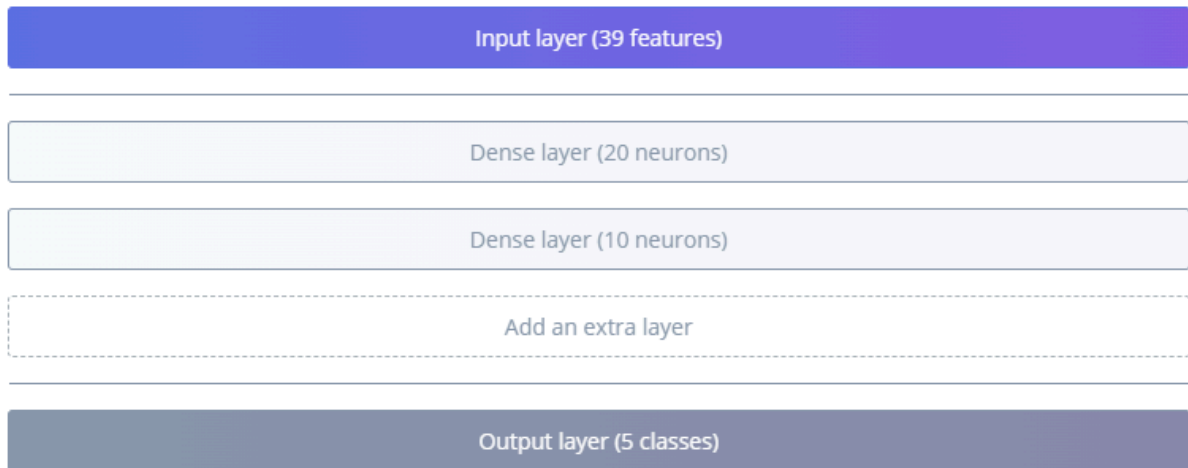 Input layer (39 features)
Dense layer (20 neurons)
Dense layer (10 neurons)
Add an extra layer
Output layer (5 classes)